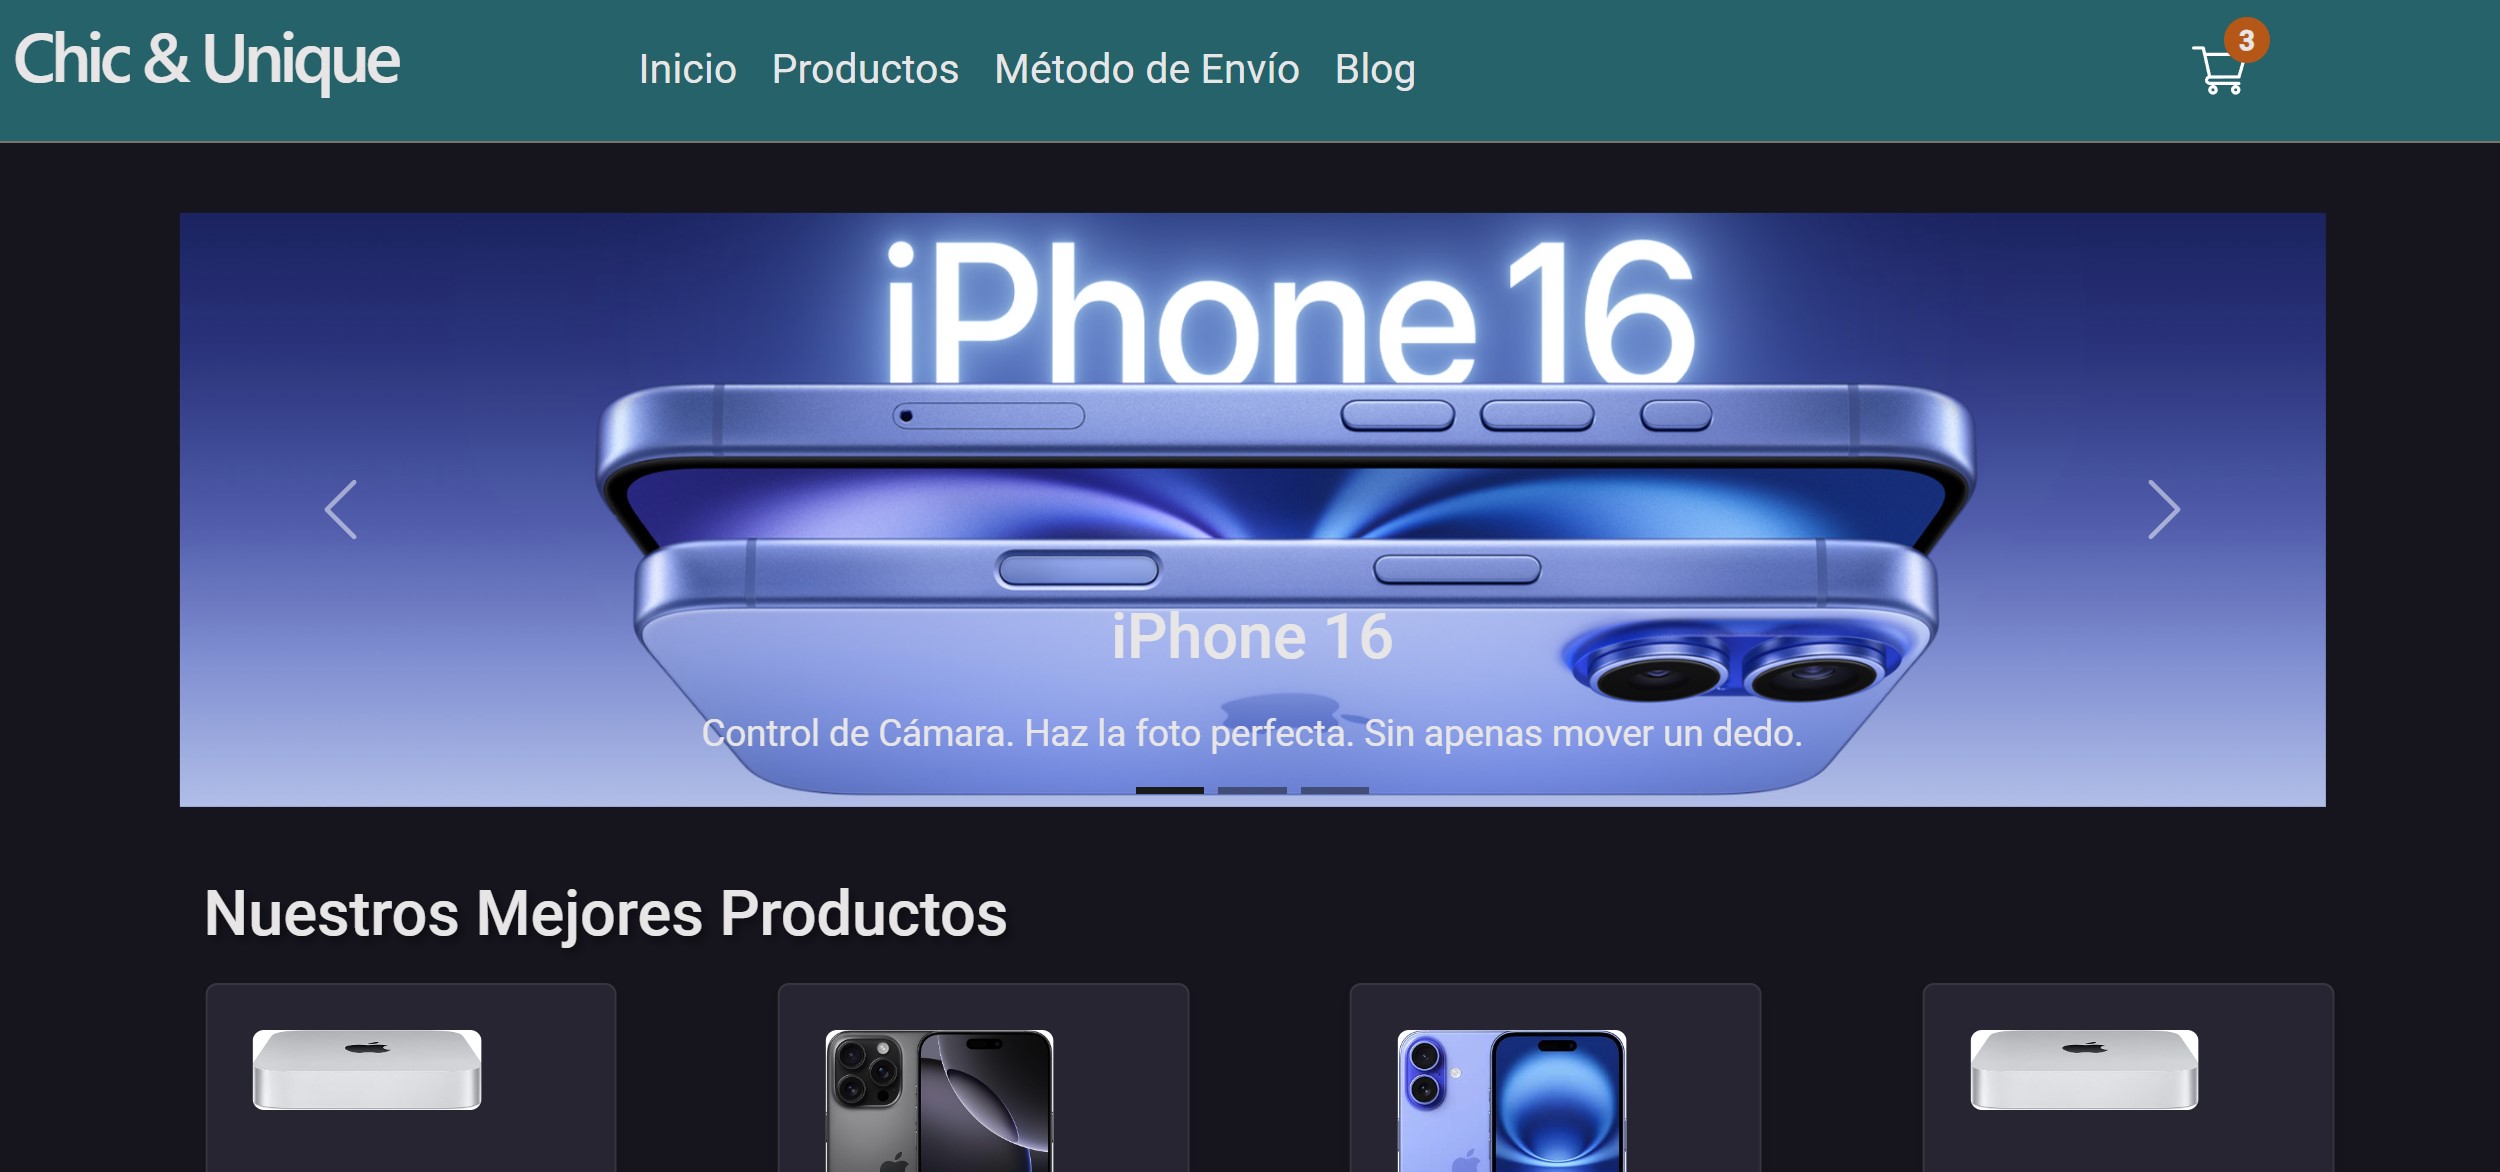 Chic & Unique
Inicio Productos Método de Envío Blog
3
iPhone 16
iPhone 16
Control de Cámara. Haz la foto perfecta. Sin apenas mover un dedo.
Nuestros Mejores Productos